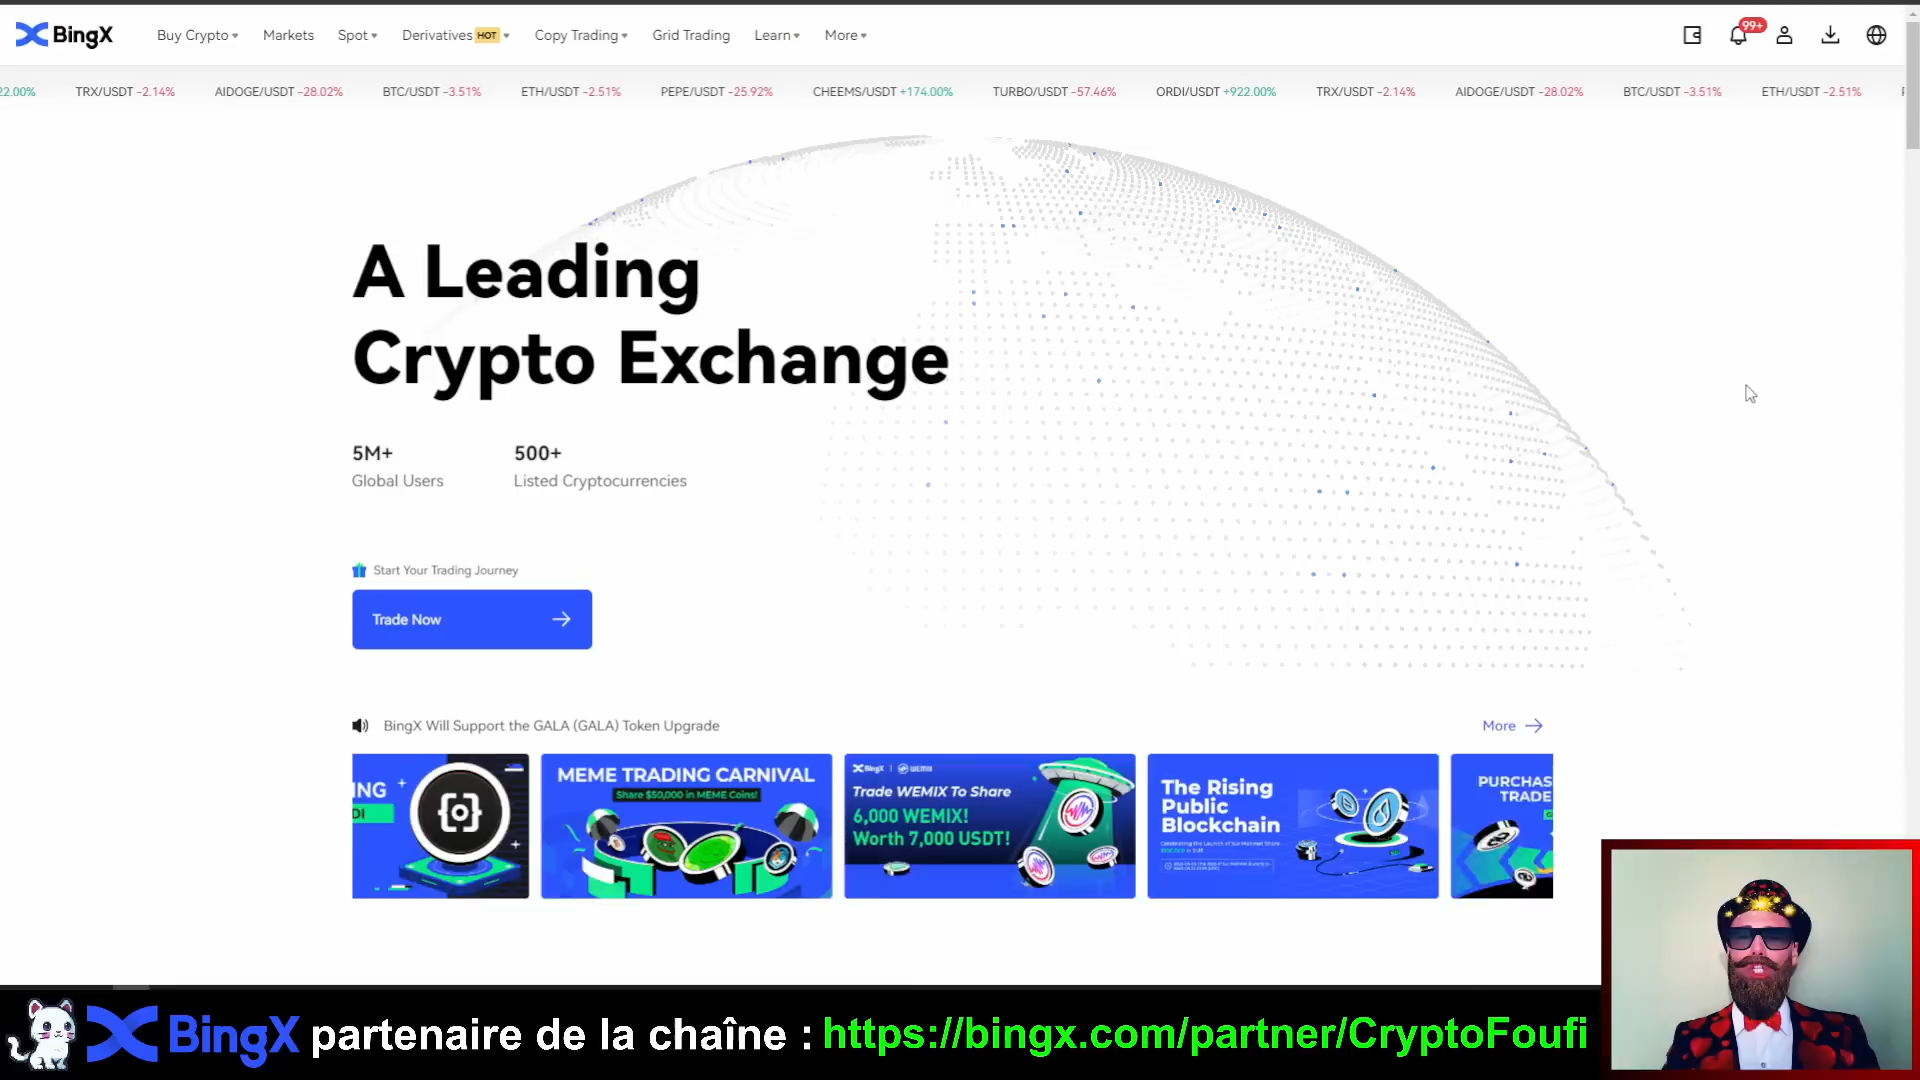 BingX
Buy Crypto
Markets
Spot
Derivatives HOT
Copy Trading
Grid Trading
Learn
More
99+
22.00%
TRX/USDT -2.14%
AIDOGE/USDT -28.02%
BTC/USDT -3.51%
ETH/USDT -2.51%
PEPE/USDT -25.92%
CHEEMS/USDT +174.00%
TURBO/USDT -57.46%
ORDI/USDT +922.00%
TRX/USDT -2.14%
AIDOGE/USDT -28.02%
BTC/USDT -3.51%
ETH/USDT -2.51%
A Leading
Crypto Exchange
5M+
Global Users
500+
Listed Cryptocurrencies
Start Your Trading Journey
Trade Now
BingX Will Support the GALA (GALA) Token Upgrade
More
ING
DI
MEME TRADING CARNIVAL
Share $50,000 in MEME Coins!
BingX | WEMIX
Trade WEMIX To Share
6,000 WEMIX!
Worth 7,000 USDT!
The Rising
Public
Blockchain
PURCHAS
TRADE
BingX partenaire de la chaîne : https://bingx.com/partner/CryptoFoufi